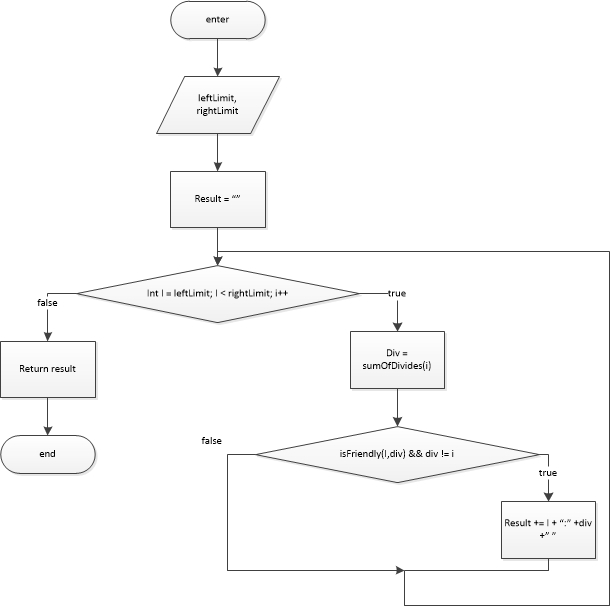 enter
leftLimit,
rightLimit
Result = “”
Int I = leftLimit; I < rightLimit; i++
false
true
Return result
Div =
sumOfDivides(i)
end
false
isFriendly(I,div) && div != i
true
Result += I + “:” +div
+” ”